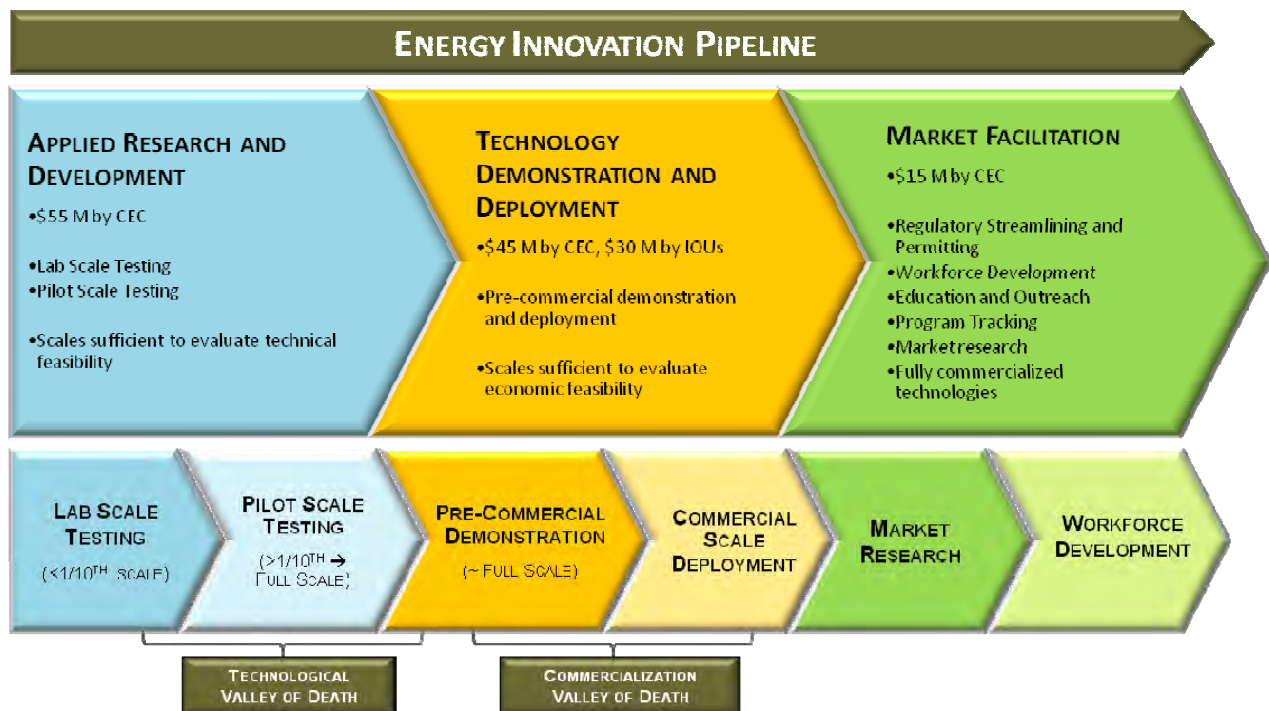 ENERGY INNOVATION PIPELINE
APPLIED RESEARCH AND
DEVELOPMENT
•$55 M by CEC
•Lab Scale Testing
•Pilot Scale Testing
•Scales sufficient to evaluate technical
feasibility
TECHNOLOGY
DEMONSTRATION AND
DEPLOYMENT
•$45 M by CEC, $30 M by IOUs
•Pre-commercial demonstration
and deployment
•Scales sufficient to evaluate
economic feasibility
MARKET FACILITATION
•$15 M by CEC
•Regulatory Streamlining and
Permitting
•Workforce Development
•Education and Outreach
•Program Tracking
•Market research
•Fully commercialized
technologies
LAB SCALE
TESTING
(<1/10TH SCALE)
PILOT SCALE
TESTING
(>1/10TH →
FULL SCALE)
PRE-COMMERCIAL
DEMONSTRATION
(~ FULL SCALE)
COMMERCIAL
SCALE
DEPLOYMENT
MARKET
RESEARCH
WORKFORCE
DEVELOPMENT
TECHNOLOGICAL
VALLEY OF DEATH
COMMERCIALIZATION
VALLEY OF DEATH